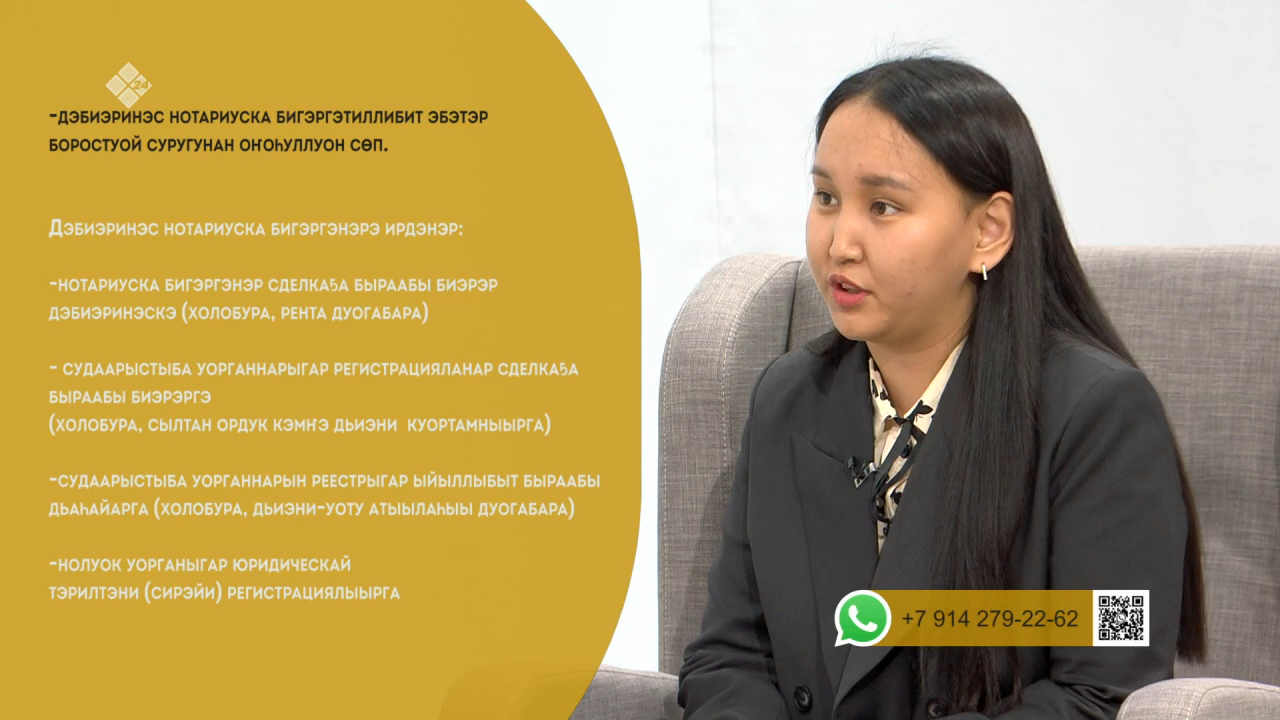 24
-дэбиэринэс нотариуска бигэргэтиллибит эбэтэр
боростуой суругунан оҥоһуллуон сөп.
Дэбиэринэс нотариуска бигэргэнэрэ ирдэнэр:
-нотариуска бигэргэнэр сделкаҕа быраабы биэрэр
дэбиэринэскэ (холобура, рента дуогабара)
- судаарыстыба уорганнарыгар регистрацияланар сделкаҕа
быраабы биэрэргэ
(холобура, сылтан ордук кэмҥэ дьиэни куортамныырга)
-судаарыстыба уорганнарын реестрыгар ыйыллыбыт быраабы
дьаһайарга (холобура, дьиэни-уоту атыылаһыы дуогабара)
-нолуок уорганыгар юридическай
тэрилтэни (сирэйи) регистрациялыырга
+7 914 279-22-62